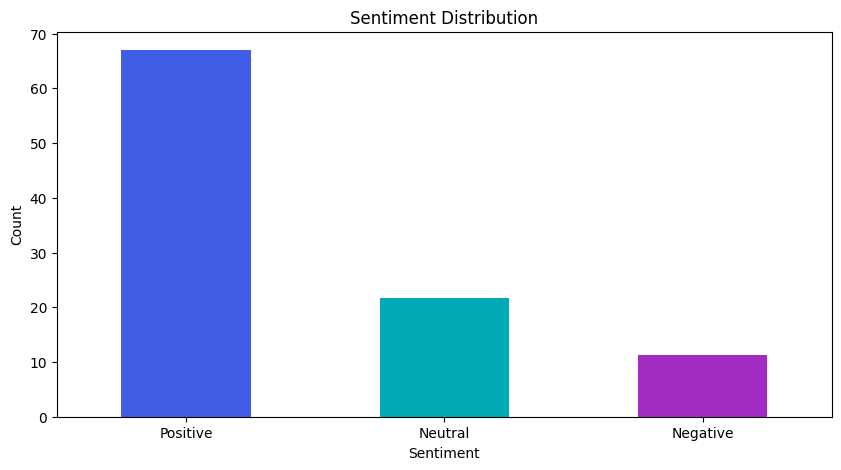 Sentiment Distribution
70
60
50
40
30
20
10
0
Count
Positive
Neutral
Negative
Sentiment